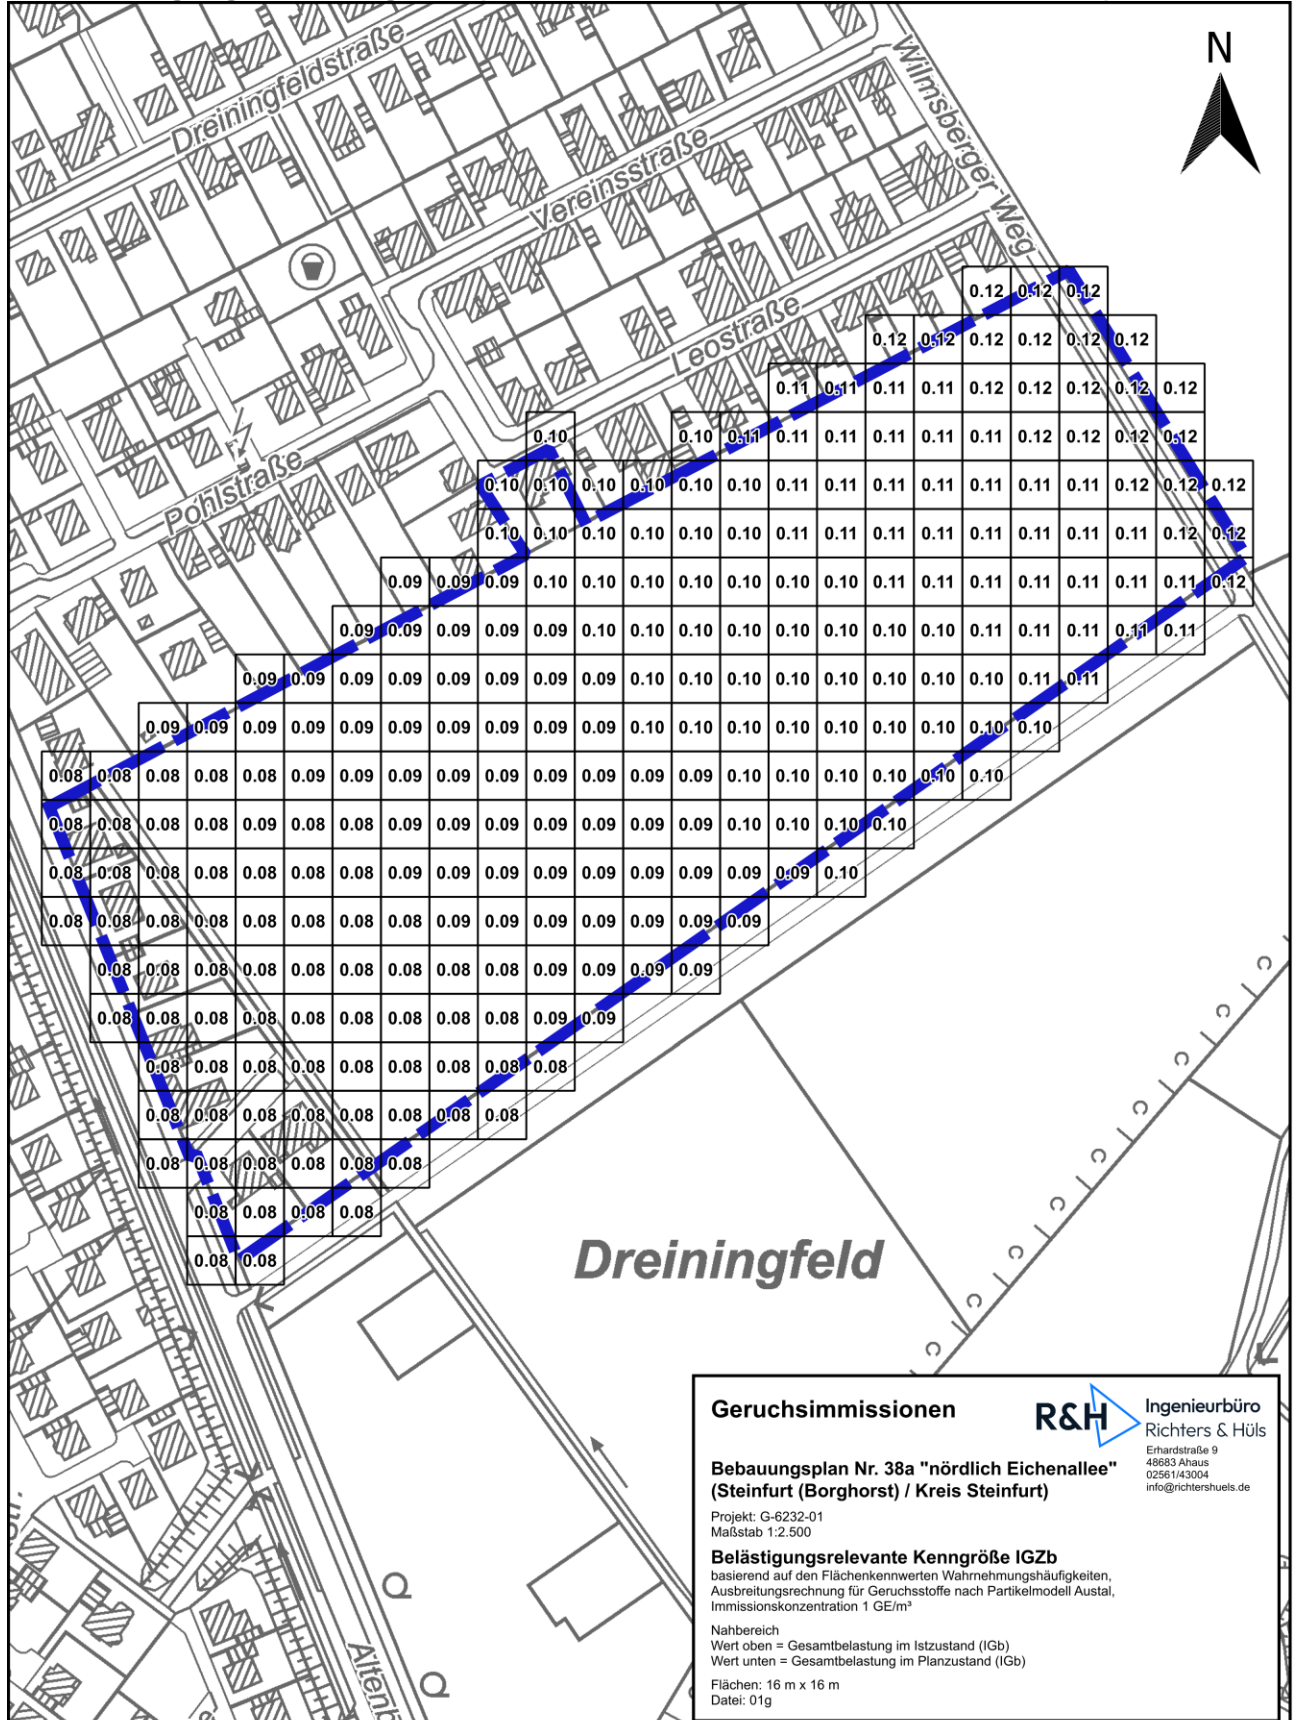 N
Dreiningfeldstraße
Wilmsberger Weg
Vereinsstraße
Leostraße
Pohlstraße
0.12 0.12 0.12
0.12 0.12 0.12 0.12 0.12 0.12
0.11 0.11 0.11 0.11 0.12 0.12 0.12 0.12 0.12
0.10 0.10 0.11 0.11 0.11 0.11 0.11 0.12 0.12 0.12 0.12
0.10 0.10 0.10 0.10 0.10 0.10 0.11 0.11 0.11 0.11 0.11 0.11 0.11 0.12 0.12 0.12
0.10 0.10 0.10 0.10 0.10 0.10 0.11 0.11 0.11 0.11 0.11 0.11 0.11 0.11 0.12 0.12
0.09 0.09 0.09 0.10 0.10 0.10 0.10 0.10 0.10 0.10 0.11 0.11 0.11 0.11 0.11 0.11 0.11 0.12
0.09 0.09 0.09 0.09 0.09 0.10 0.10 0.10 0.10 0.10 0.10 0.10 0.10 0.11 0.11 0.11 0.11 0.11
0.09 0.09 0.09 0.09 0.09 0.09 0.09 0.09 0.10 0.10 0.10 0.10 0.10 0.10 0.10 0.10 0.11 0.11
0.09 0.09 0.09 0.09 0.09 0.09 0.09 0.09 0.09 0.09 0.10 0.10 0.10 0.10 0.10 0.10 0.10 0.10 0.10
0.08 0.08 0.08 0.08 0.08 0.09 0.09 0.09 0.09 0.09 0.09 0.09 0.09 0.09 0.10 0.10 0.10 0.10 0.10 0.10
0.08 0.08 0.08 0.08 0.09 0.08 0.08 0.09 0.09 0.09 0.09 0.09 0.09 0.09 0.10 0.10 0.10 0.10
0.08 0.08 0.08 0.08 0.08 0.08 0.08 0.09 0.09 0.09 0.09 0.09 0.09 0.09 0.09 0.09 0.10
0.08 0.08 0.08 0.08 0.08 0.08 0.08 0.08 0.09 0.09 0.09 0.09 0.09 0.09 0.09
0.08 0.08 0.08 0.08 0.08 0.08 0.08 0.08 0.08 0.09 0.09 0.09 0.09
0.08 0.08 0.08 0.08 0.08 0.08 0.08 0.08 0.08 0.09 0.09
0.08 0.08 0.08 0.08 0.08 0.08 0.08 0.08 0.08
0.08 0.08 0.08 0.08 0.08 0.08 0.08 0.08
0.08 0.08 0.08 0.08 0.08 0.08
0.08 0.08 0.08 0.08
0.08 0.08
Dreiningfeld
Geruchsimmissionen
R&H
Ingenieurbüro
Richters & Hüls
Erhardstraße 9
48683 Ahaus
02561/43004
info@richtershuels.de
Bebauungsplan Nr. 38a "nördlich Eichenallee"
(Steinfurt (Borghorst) / Kreis Steinfurt)
Projekt: G-6232-01
Maßstab 1:2.500
Belästigungsrelevante Kenngröße IGZb
basierend auf den Flächenkennwerten Wahrnehmungshäufigkeiten,
Ausbreitungsrechnung für Geruchsstoffe nach Partikelmodell Austal,
Immissionskonzentration 1 GE/m³
Nahbereich
Wert oben = Gesamtbelastung im Istzustand (IGb)
Wert unten = Gesamtbelastung im Planzustand (IGb)
Flächen: 16 m x 16 m
Datei: 01g